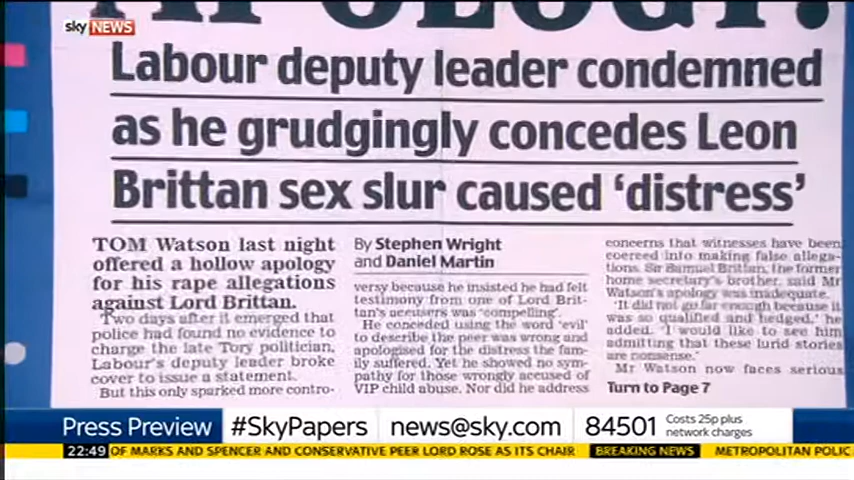 APOLOGY!
sky NEWS
Labour deputy leader condemned
as he grudgingly concedes Leon
Brittan sex slur caused ‘distress’
TOM Watson last night
offered a hollow apology
for his rape allegations
against Lord Brittan.
Two days after it emerged that
police had found no evidence to
charge the late Tory politician,
Labour's deputy leader broke
cover to issue a statement.
But this only sparked more contro-
By Stephen Wright
and Daniel Martin
versy because he insisted he had felt
testimony from one of Lord Brit-
tan's accusers was ‘compelling’.
He conceded using the word ‘evil’
to describe the peer was wrong and
apologised for the distress the fam-
ily suffered. Yet he showed no sym-
pathy for those wrongly accused of
VIP child abuse. Nor did he address
concerns that witnesses have been
coerced into making false allega-
tions. Sir Samuel Brittan, the former
home secretary's brother, said Mr
Watson's apology was inadequate.
‘It did not go far enough because it
was so qualified and hedged,’ he
added. ‘I would like to see him
admitting that these lurid stories
are nonsense.’
Mr Watson now faces serious
Turn to Page 7
Press Preview #SkyPapers news@sky.com 84501 Costs 25p plus
network charges
22:49 OF MARKS AND SPENCER AND CONSERVATIVE PEER LORD ROSE AS ITS CHAIR BREAKING NEWS METROPOLITAN POLIC